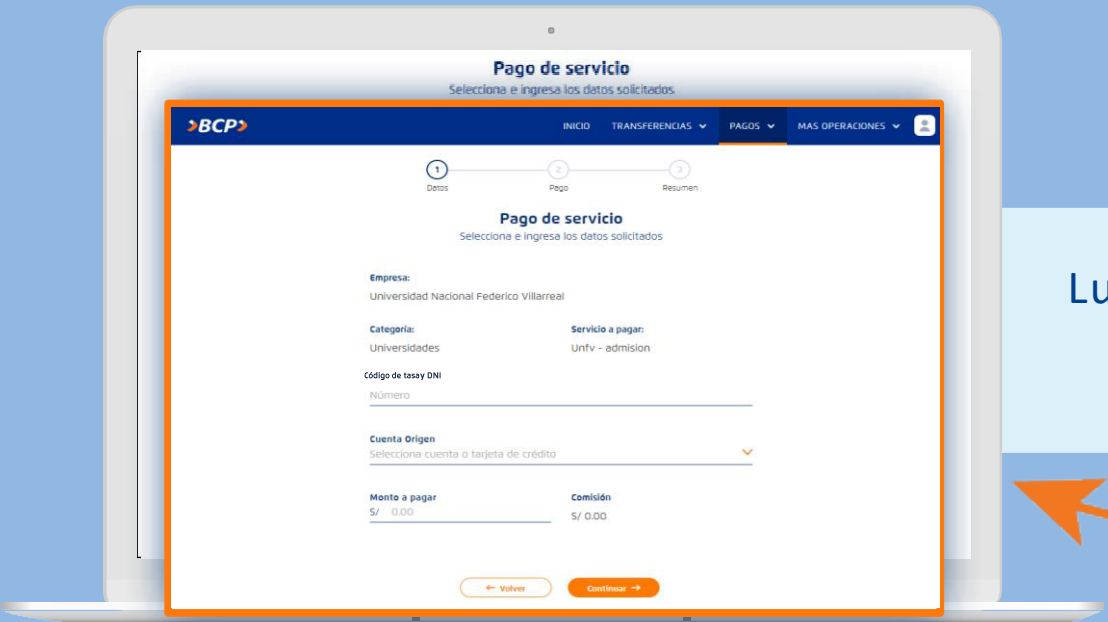 Pago de servicio
Selecciona e ingresa los datos solicitados
>BCP>
INICIO TRANSFERENCIAS PAGOS MAS OPERACIONES
1 2 3
Datos Pago Resumen
Pago de servicio
Selecciona e ingresa los datos solicitados
Empresa:
Universidad Nacional Federico Villarreal
Categoría: Servicio a pagar:
Universidades Unfv - admision
Código de tasay DNI
Número
Cuenta Origen
Selecciona cuenta o tarjeta de crédito
Monto a pagar Comisión
S/ 0.00 S/ 0.00
← Volver Continuar →
Lu